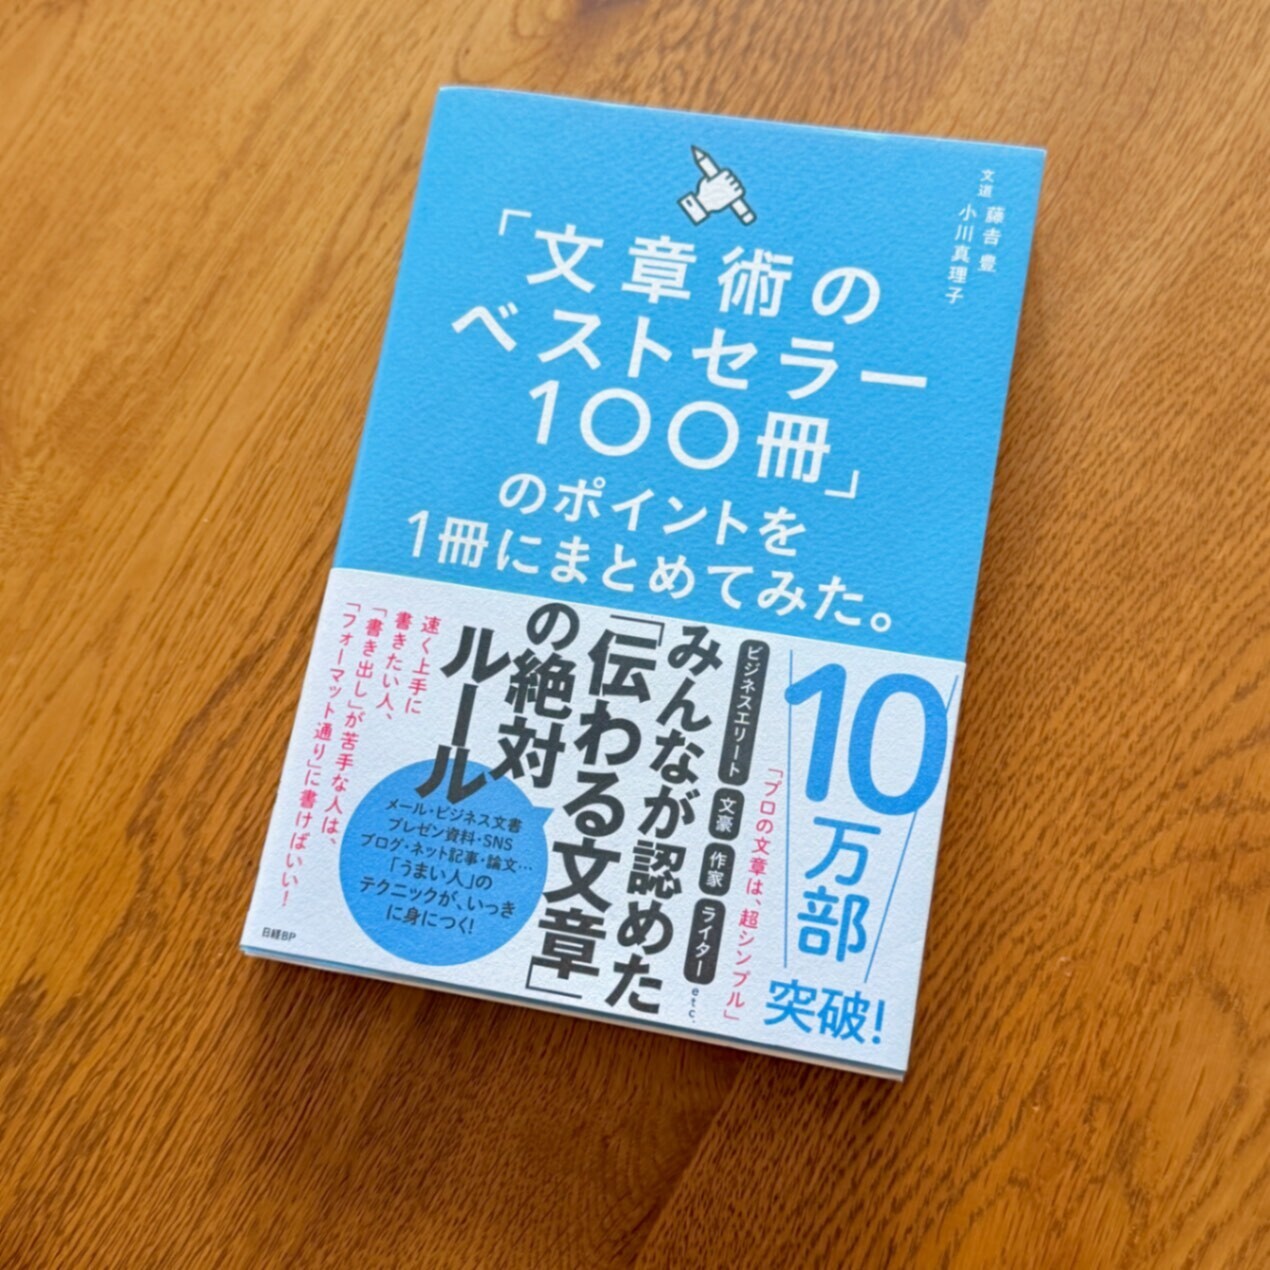 文道 藤𠮷 豊
小川真理子
「文章術の
ベストセラー
100冊」
のポイントを
1冊にまとめてみた。
10
万部
突破!
「プロの文章は、超シンプル」
ビジネスエリート 文豪 作家 ライター etc.
みんなが認めた
「伝わる文章」
の絶対
ルール
速く上手に
書きたい人、
「書き出し」が苦手な人は、
「フォーマット通り」に書けばいい!
メール・ビジネス文書
プレゼン資料・SNS
ブログ・ネット記事・論文…
「うまい人」の
テクニックが、いっき
に身につく!
日経BP